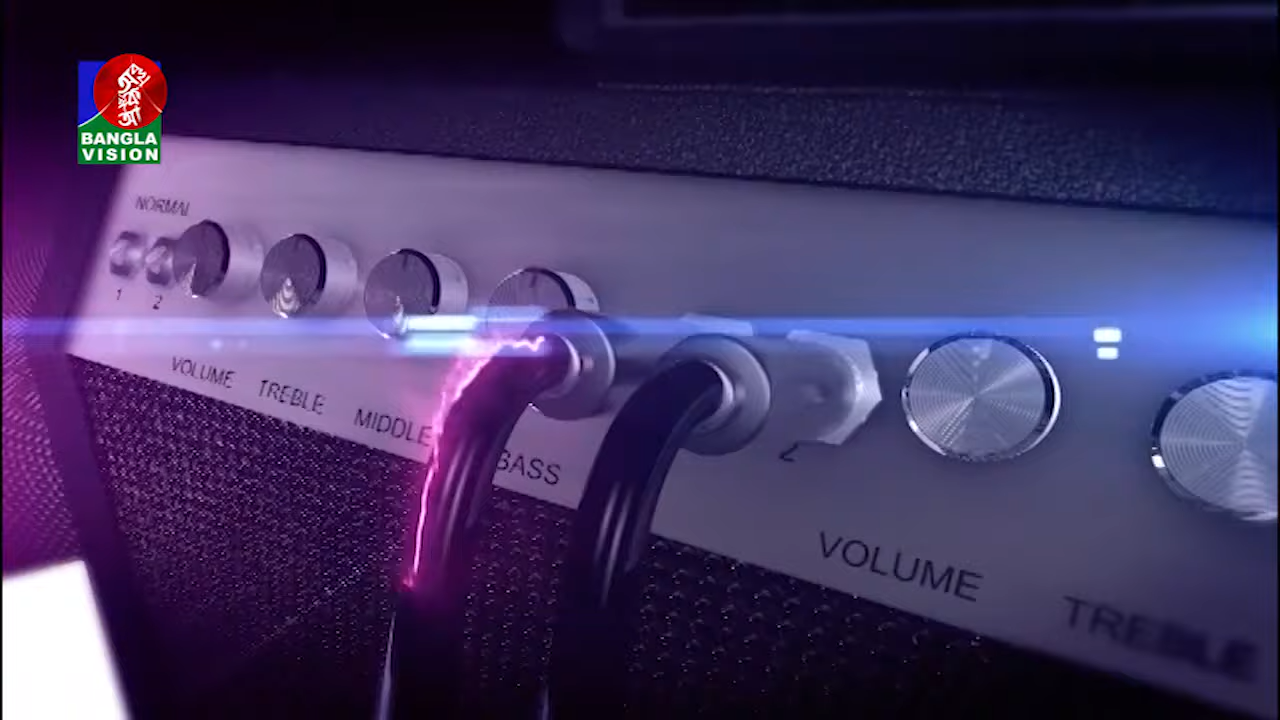 BANGLA
VISION
NORMAL
1
2
VOLUME
TREBLE
MIDDLE
BASS
2
VOLUME
TREBLE